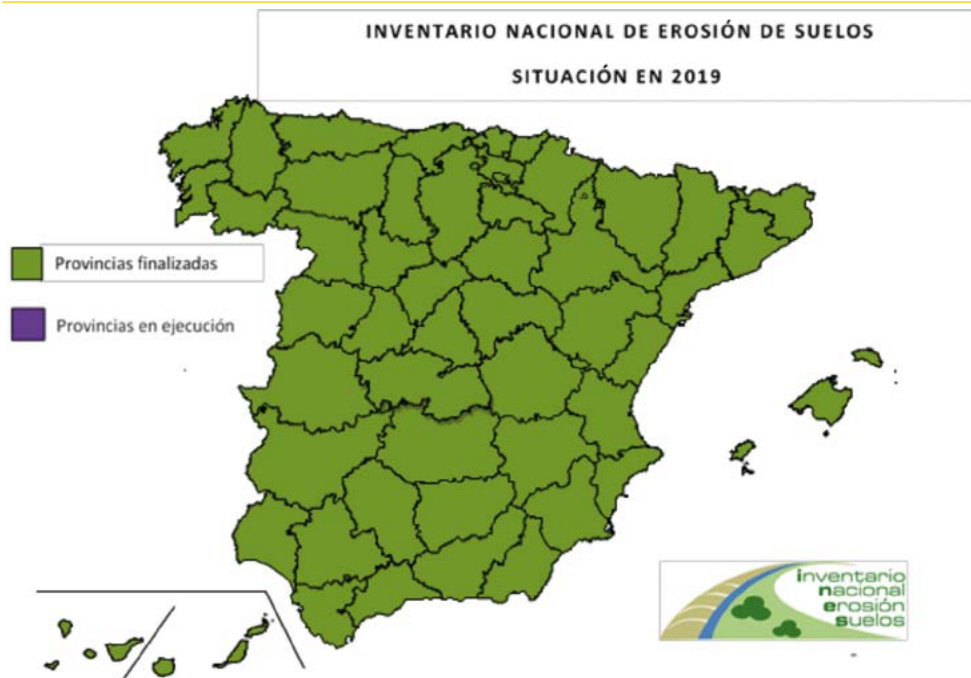 INVENTARIO NACIONAL DE EROSIÓN DE SUELOS
SITUACIÓN EN 2019
Provincias finalizadas
Provincias en ejecución
inventario
nacional
erosión
suelos